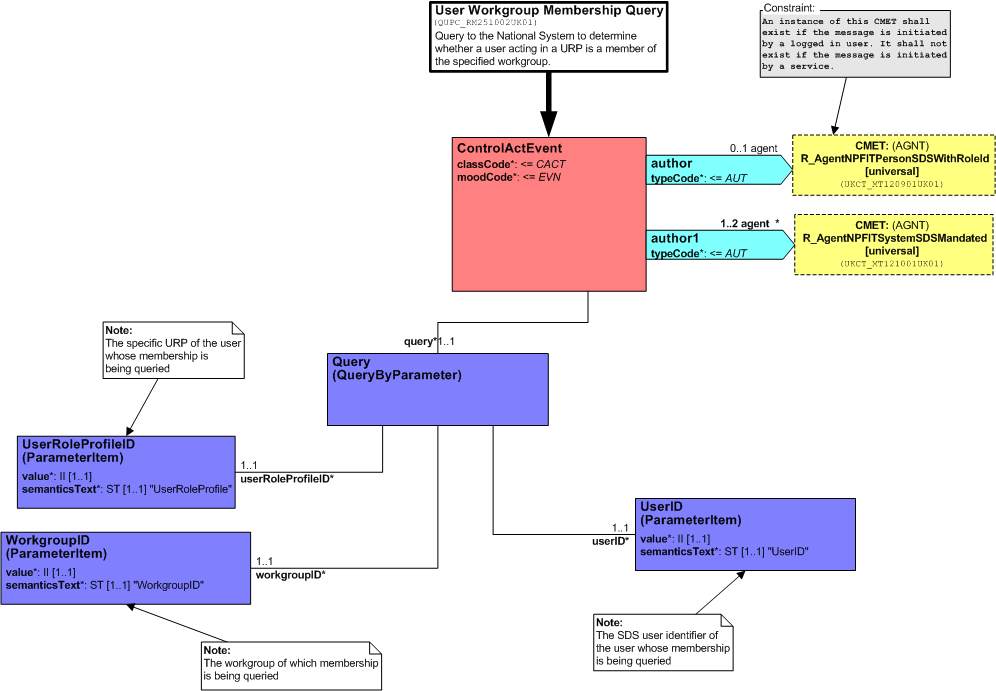 User Workgroup Membership Query
(QUPC_RM251002UK01)
Query to the National System to determine
whether a user acting in a URP is a member of
the specified workgroup.
Constraint:
An instance of this CMET shall
exist if the message is initiated
by a logged in user. It shall not
exist if the message is initiated
by a service.
ControlActEvent
classCode*: <= CACT
moodCode*: <= EVN
0..1 agent
author
typeCode*: <= AUT
CMET: (AGNT)
R_AgentNPFITPersonSDSWithRoleId
[universal]
(UKCT_MT120901UK01)
1..2 agent *
author1
typeCode*: <= AUT
CMET: (AGNT)
R_AgentNPFITSystemSDSMandated
[universal]
(UKCT_MT121001UK01)
query* 1..1
Query
(QueryByParameter)
Note:
The specific URP of the user
whose membership is
being queried
UserRoleProfileID
(ParameterItem)
value*: II [1..1]
semanticsText*: ST [1..1] "UserRoleProfile"
1..1
userRoleProfileID*
WorkgroupID
(ParameterItem)
value*: II [1..1]
semanticsText*: ST [1..1] "WorkgroupID"
1..1
workgroupID*
1..1
userID*
UserID
(ParameterItem)
value*: II [1..1]
semanticsText*: ST [1..1] "UserID"
Note:
The workgroup of which membership
is being queried
Note:
The SDS user identifier of
the user whose membership
is being queried